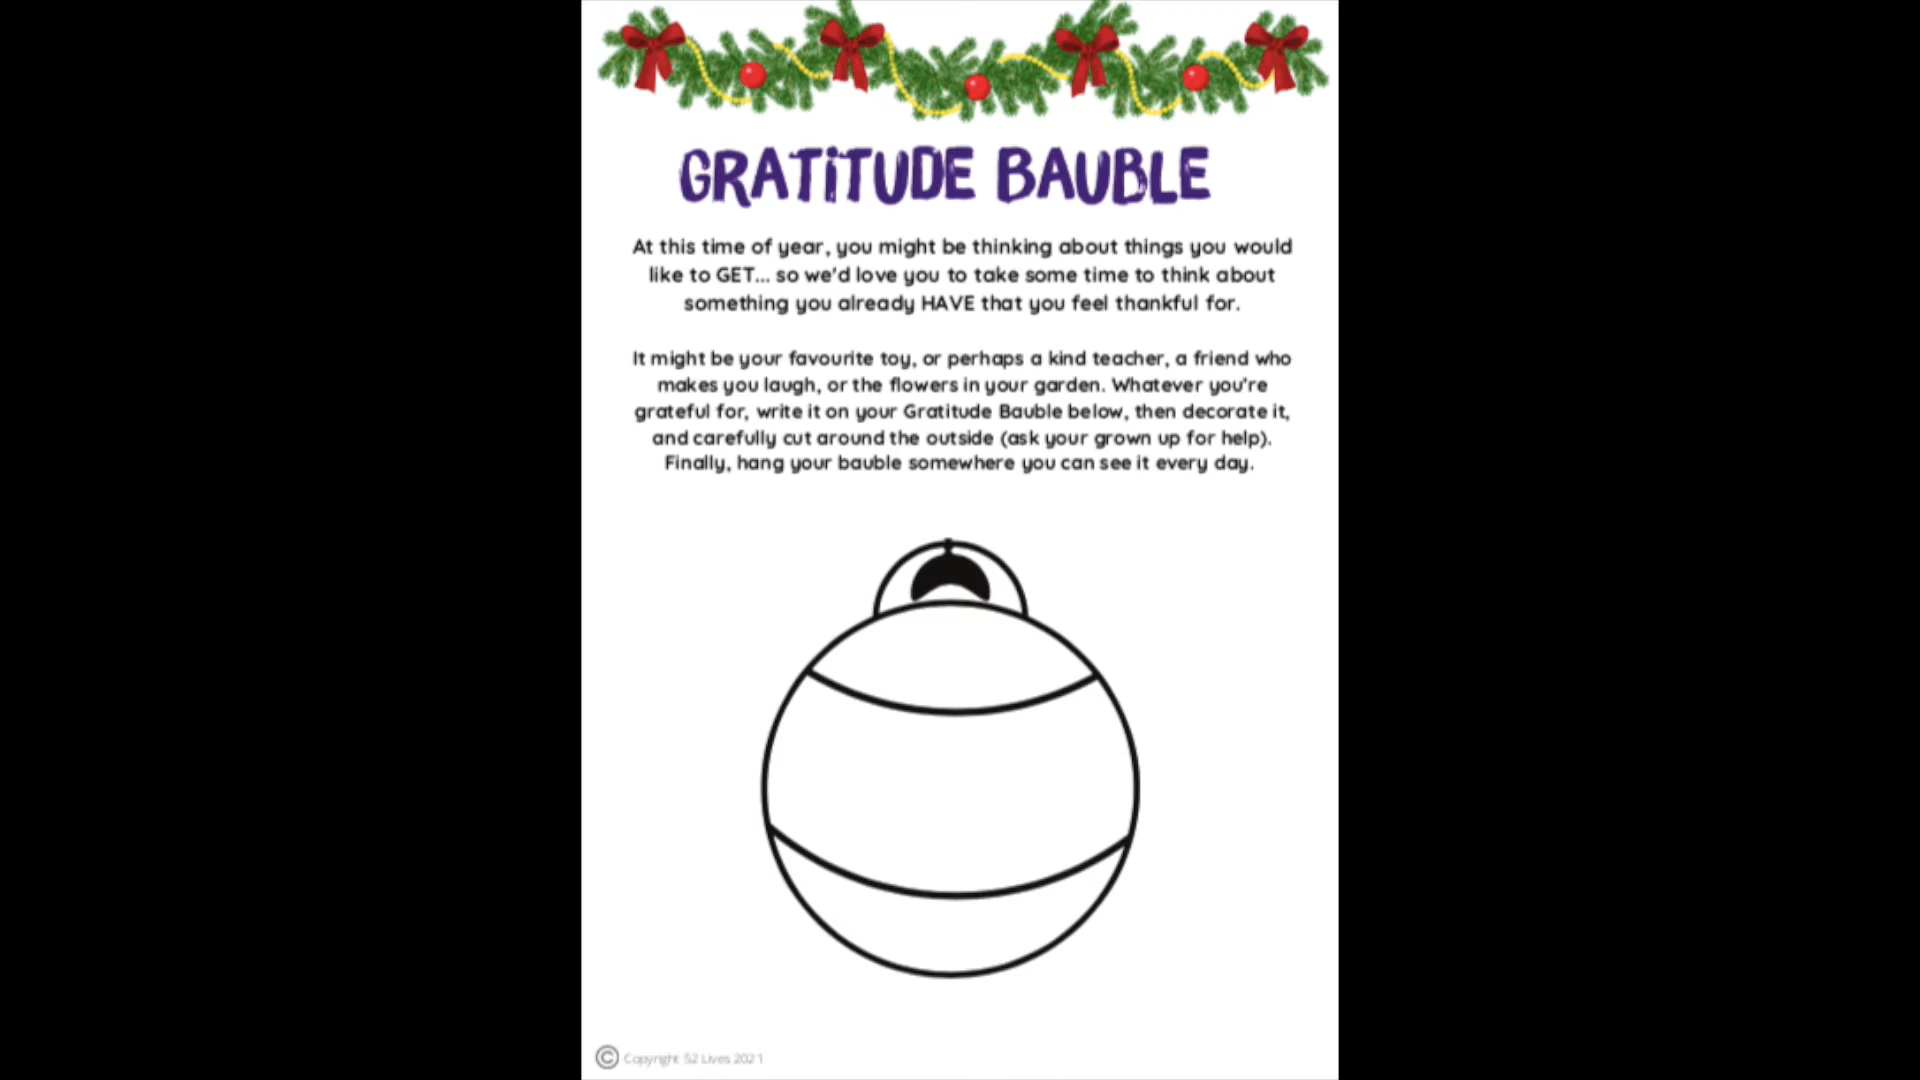 GRATiTUDE BAUBLE
At this time of year, you might be thinking about things you would
like to GET... so we'd love you to take some time to think about
something you already HAVE that you feel thankful for.
It might be your favourite toy, or perhaps a kind teacher, a friend who
makes you laugh, or the flowers in your garden. Whatever you're
grateful for, write it on your Gratitude Bauble below, then decorate it,
and carefully cut around the outside (ask your grown up for help).
Finally, hang your bauble somewhere you can see it every day.
© Copyright 52 Lives 2021